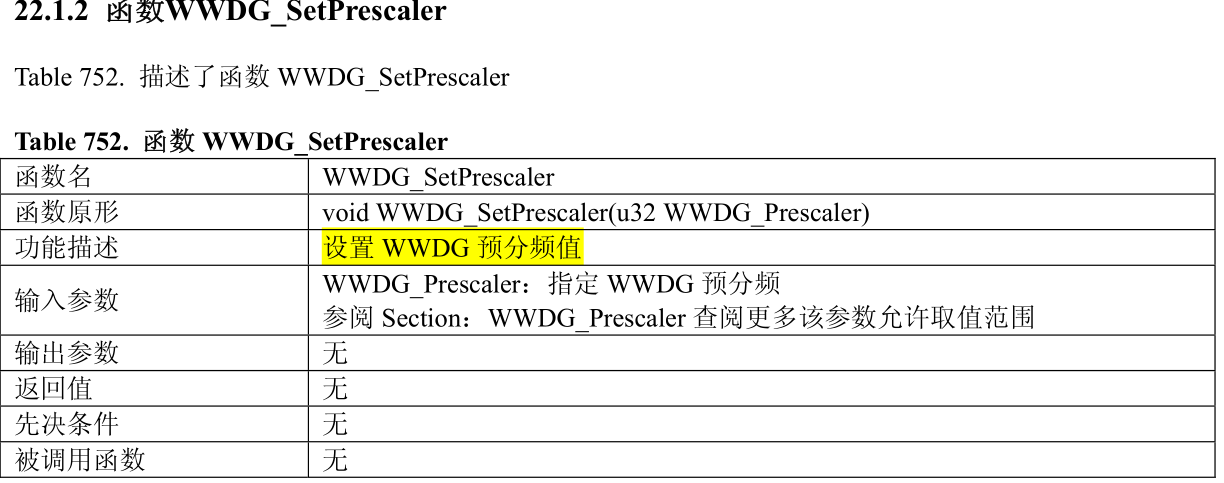 22.1.2 函数WWDG_SetPrescaler
Table 752. 描述了函数 WWDG_SetPrescaler
Table 752. 函数 WWDG_SetPrescaler
函数名 WWDG_SetPrescaler
函数原形 void WWDG_SetPrescaler(u32 WWDG_Prescaler)
功能描述 设置 WWDG 预分频值
输入参数 WWDG_Prescaler：指定 WWDG 预分频
参阅 Section：WWDG_Prescaler 查阅更多该参数允许取值范围
输出参数 无
返回值 无
先决条件 无
被调用函数 无